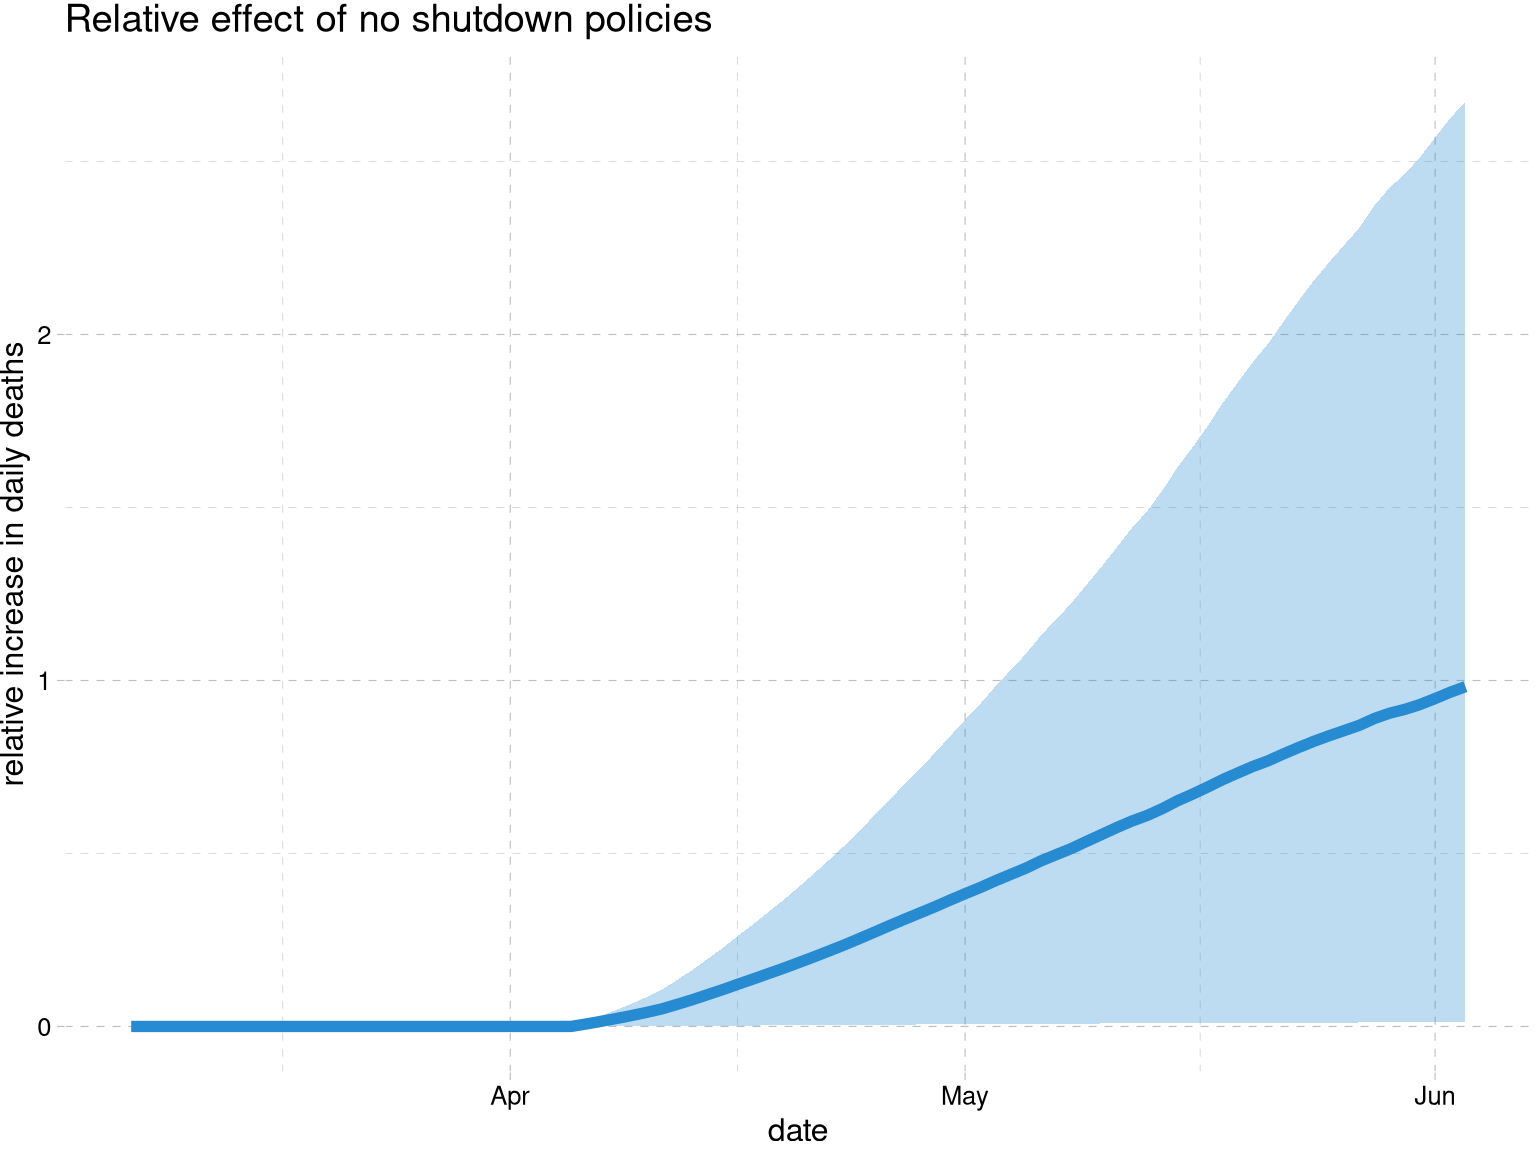 Relative effect of no shutdown policies
relative increase in daily deaths
2
1
0
Apr
May
Jun
date